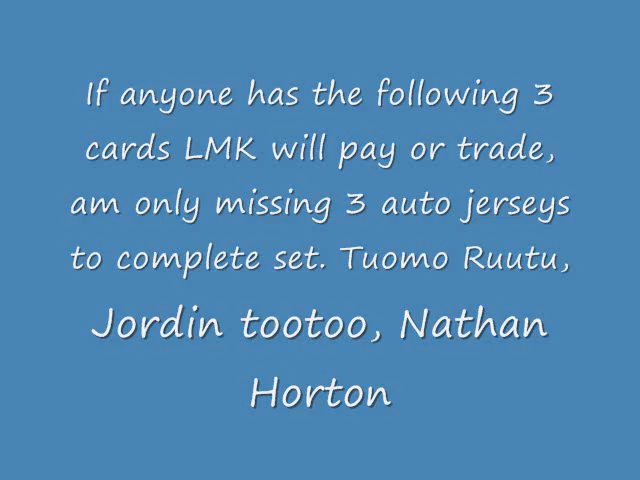 If anyone has the following 3
cards LMK will pay or trade,
am only missing 3 auto jerseys
to complete set. Tuomo Ruutu,
Jordin tootoo, Nathan
Horton